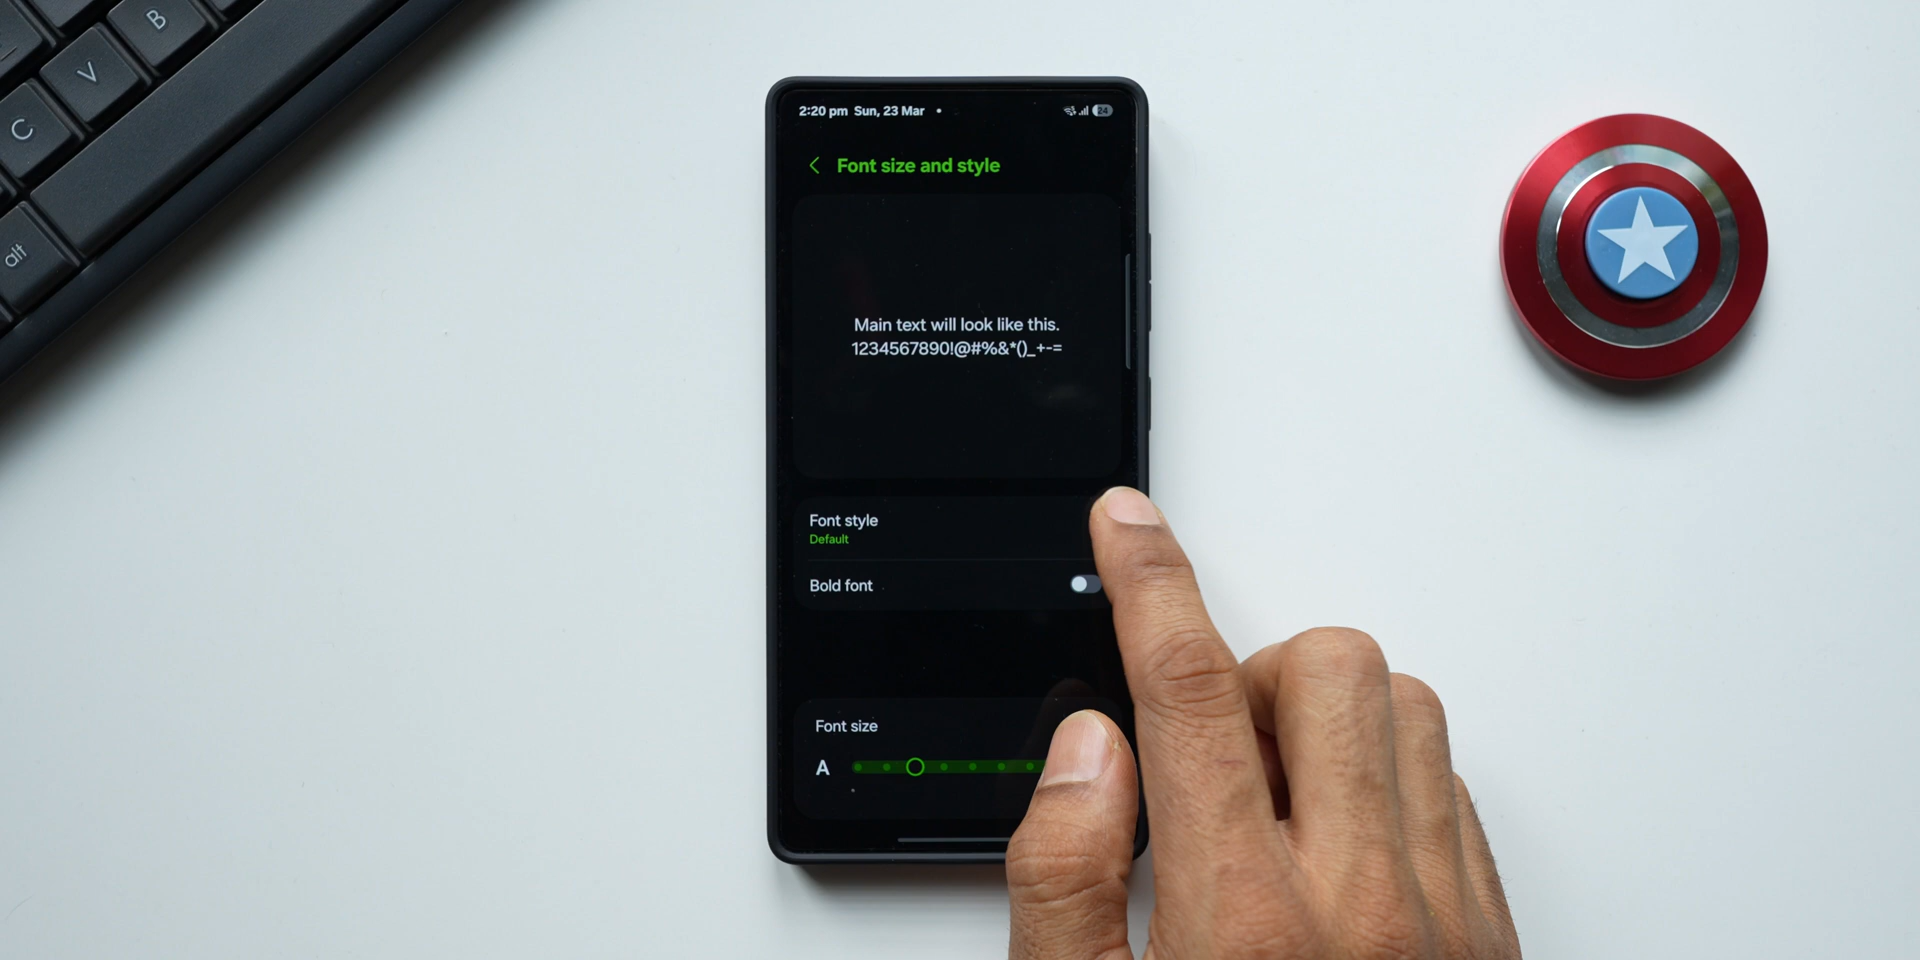 B
V
C
alt
2:20 pm Sun, 23 Mar
Font size and style
Main text will look like this.
1234567890!@#%&*()_+-=
Font style
Default
Bold font
Font size
A